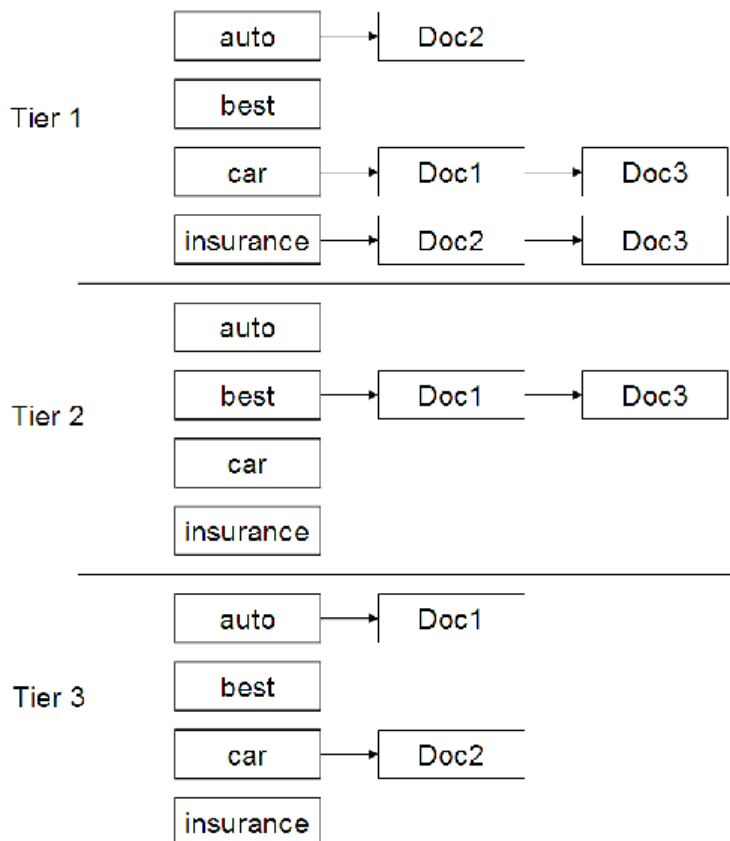 auto Doc2
best
Tier 1
car Doc1 Doc3
insurance Doc2 Doc3
auto
best Doc1 Doc3
Tier 2
car
insurance
auto Doc1
best
Tier 3
car Doc2
insurance